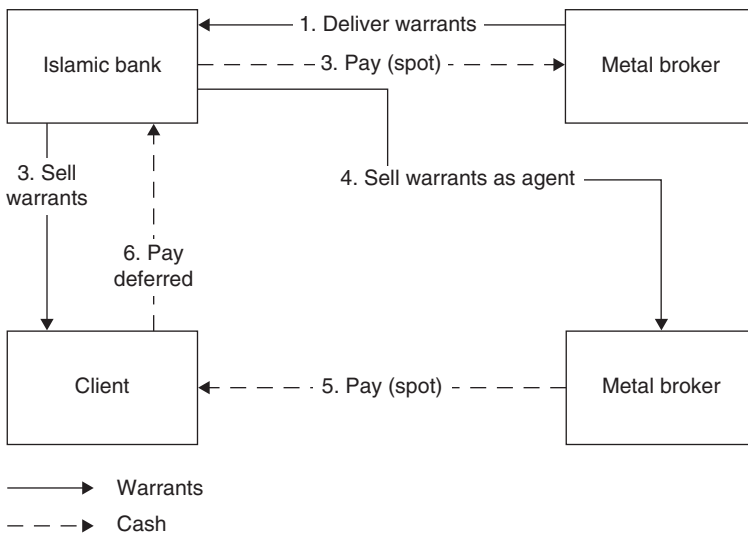 1. Deliver warrants
Islamic bank
3. Pay (spot)
Metal broker
3. Sell
warrants
4. Sell warrants as agent
6. Pay
deferred
Client
5. Pay (spot)
Metal broker
Warrants
Cash